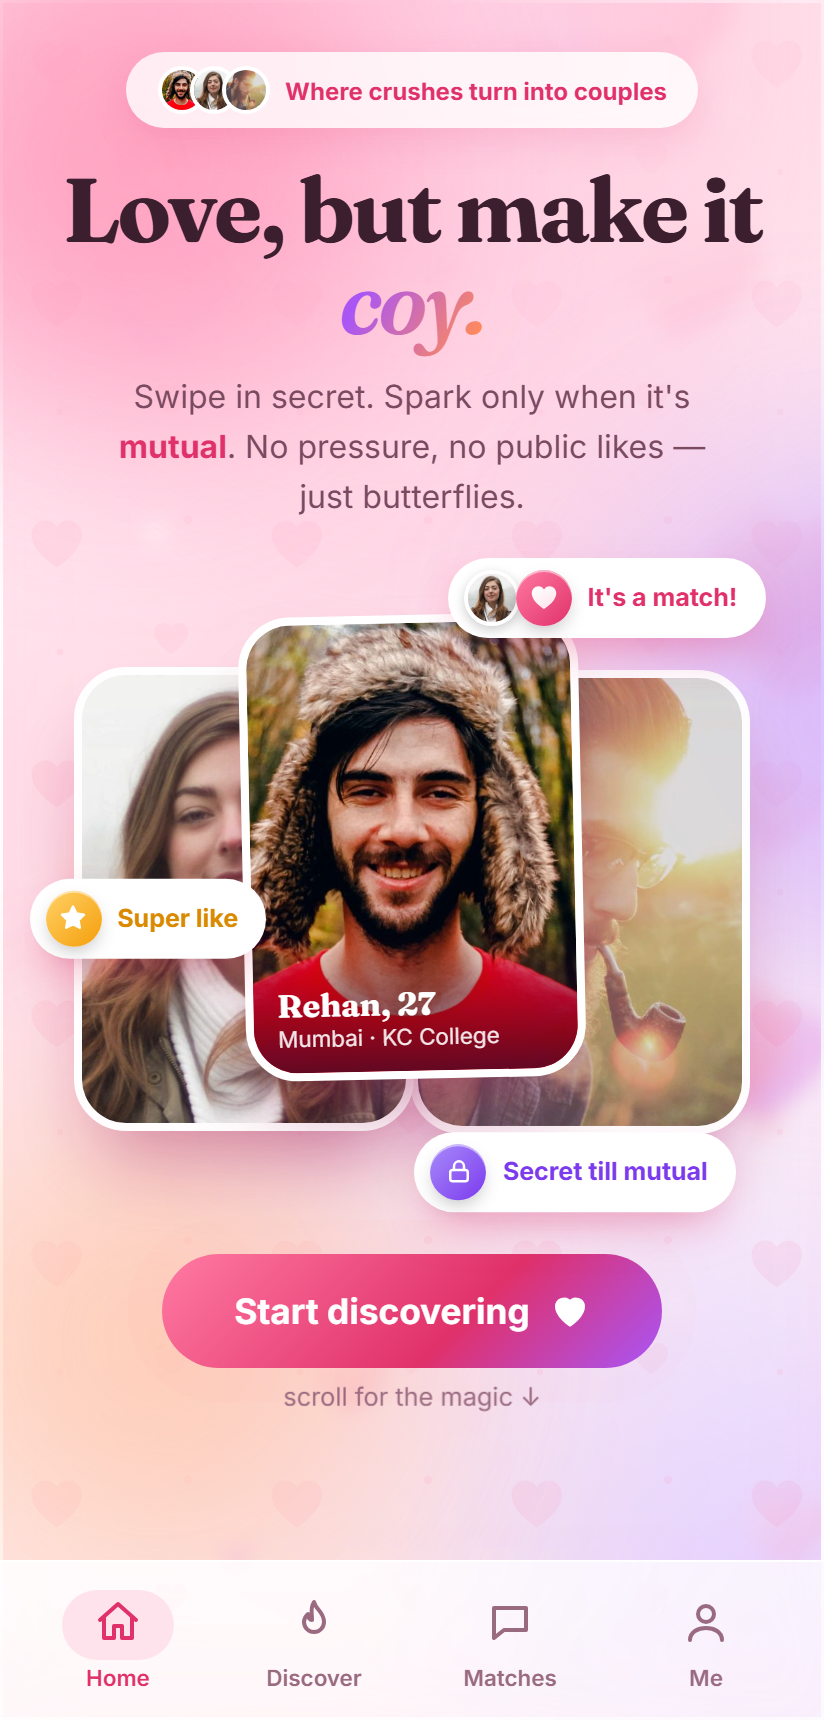 Where crushes turn into couples
Love, but make it
coy.
Swipe in secret. Spark only when it's
mutual. No pressure, no public likes —
just butterflies.
It's a match!
Super like
Rehan, 27
Mumbai · KC College
Secret till mutual
Start discovering
scroll for the magic ↓
Home
Discover
Matches
Me